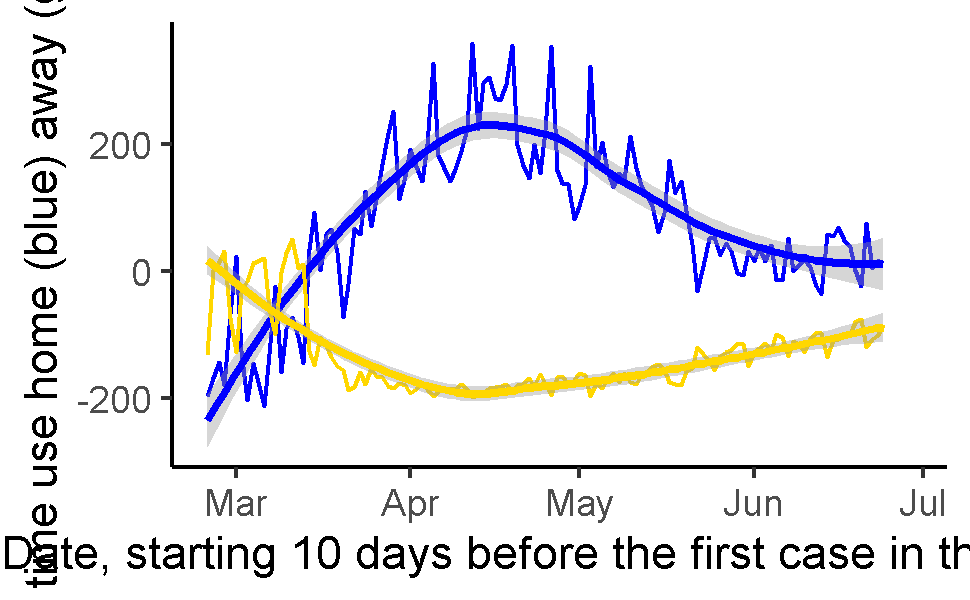 time use home (blue) away (
200
0
-200
Mar Apr May Jun Jul
Date, starting 10 days before the first case in th